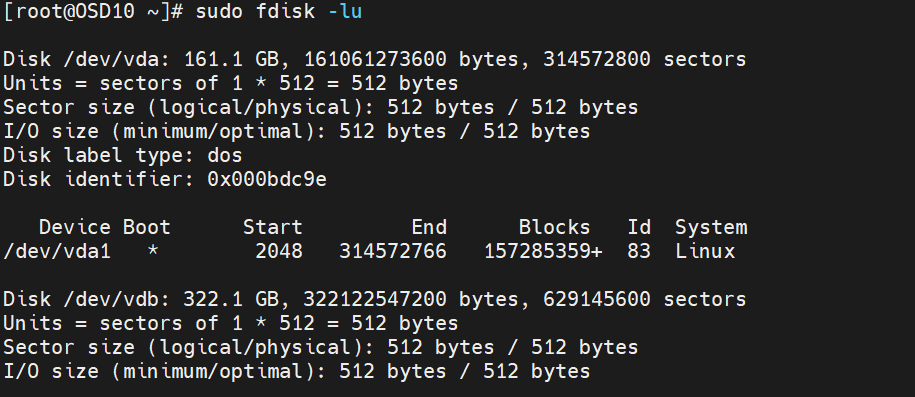 [root@OSD10 ~]# sudo fdisk -lu
Disk /dev/vda: 161.1 GB, 161061273600 bytes, 314572800 sectors
Units = sectors of 1 * 512 = 512 bytes
Sector size (logical/physical): 512 bytes / 512 bytes
I/O size (minimum/optimal): 512 bytes / 512 bytes
Disk label type: dos
Disk identifier: 0x000bdc9e
   Device Boot      Start         End      Blocks   Id  System
/dev/vda1   *        2048   314572766   157285359+  83  Linux
Disk /dev/vdb: 322.1 GB, 322122547200 bytes, 629145600 sectors
Units = sectors of 1 * 512 = 512 bytes
Sector size (logical/physical): 512 bytes / 512 bytes
I/O size (minimum/optimal): 512 bytes / 512 bytes